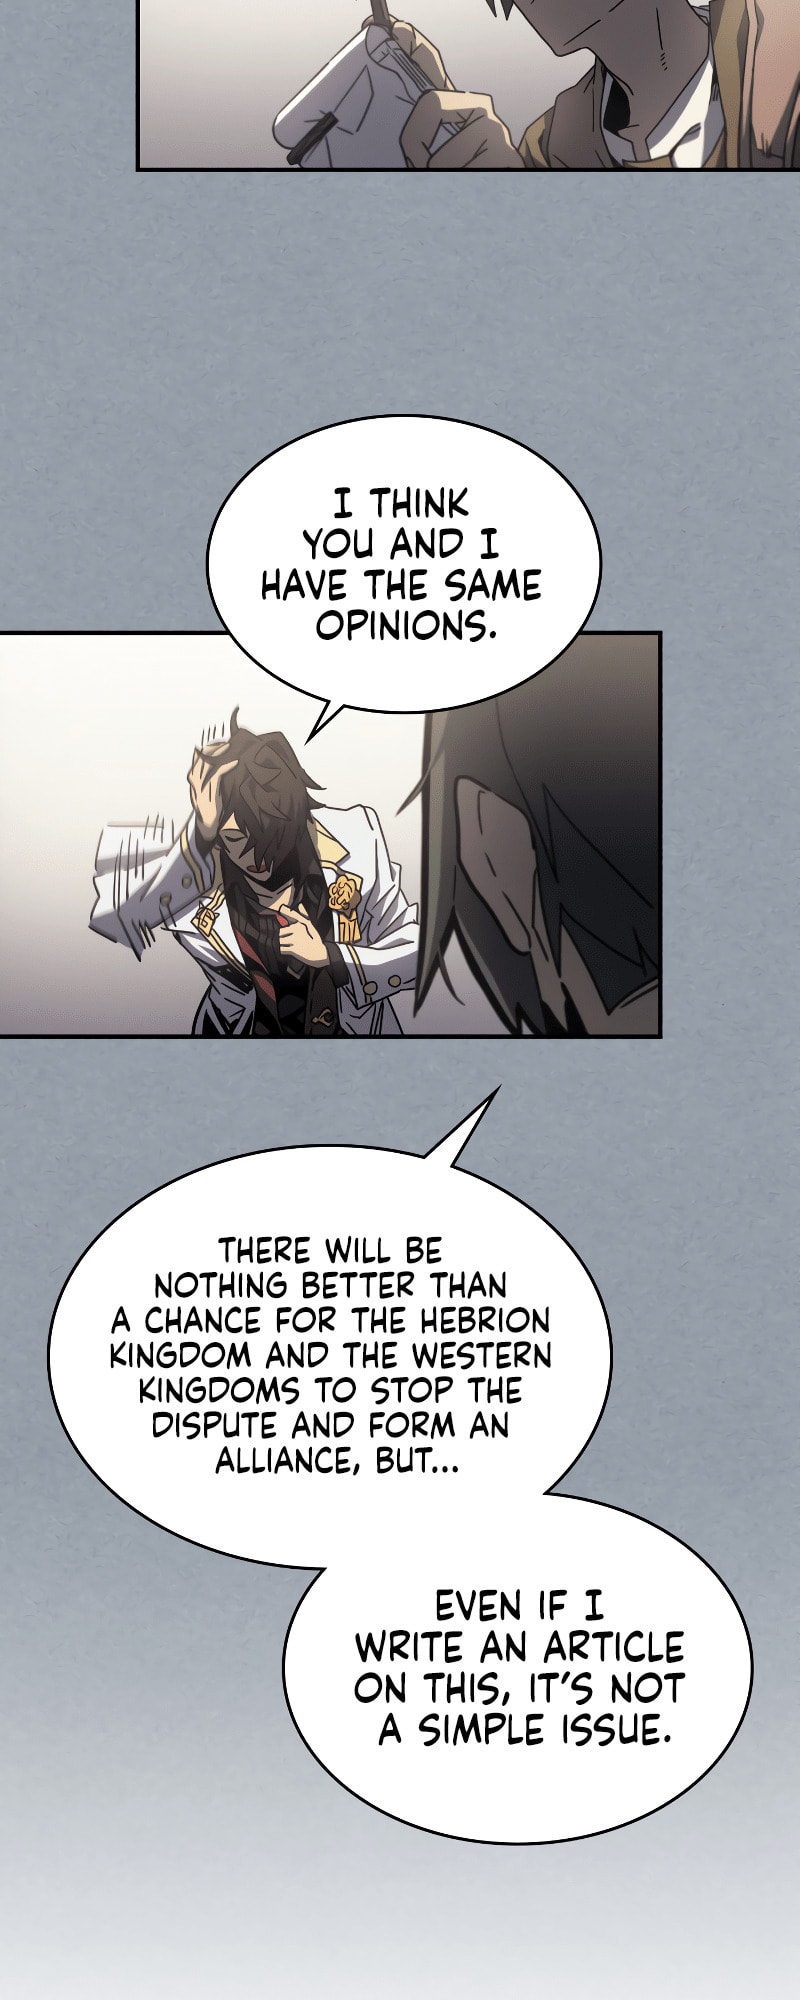 I THINK
YOU AND I
HAVE THE SAME
OPINIONS.
THERE WILL BE
NOTHING BETTER THAN
A CHANCE FOR THE HEBRION
KINGDOM AND THE WESTERN
KINGDOMS TO STOP THE
DISPUTE AND FORM AN
ALLIANCE, BUT...
EVEN IF I
WRITE AN ARTICLE
ON THIS, IT'S NOT
A SIMPLE ISSUE.